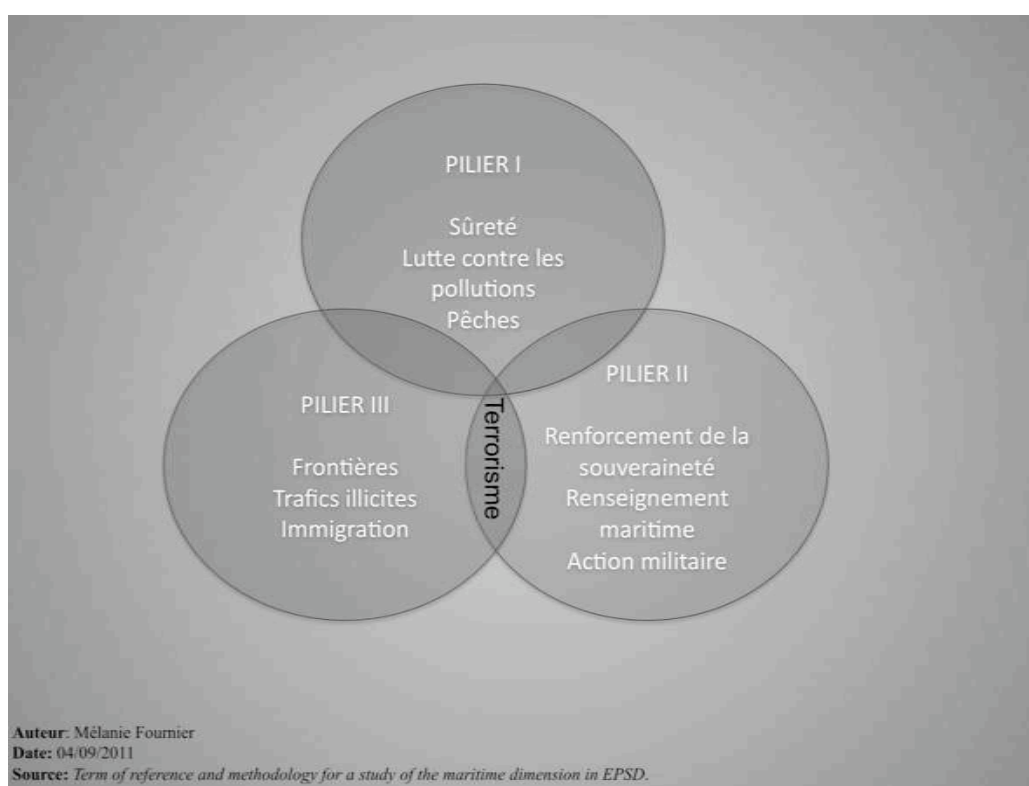 PILIER I
Sûreté
Lutte contre les
pollutions
Pêches
PILIER II
Renforcement de la
souveraineté
Renseignement
maritime
Action militaire
PILIER III
Frontières
Trafics illicites
Immigration
Terrorisme
Auteur: Mélanie Fournier
Date: 04/09/2011
Source: Term of reference and methodology for a study of the maritime dimension in EPSD.